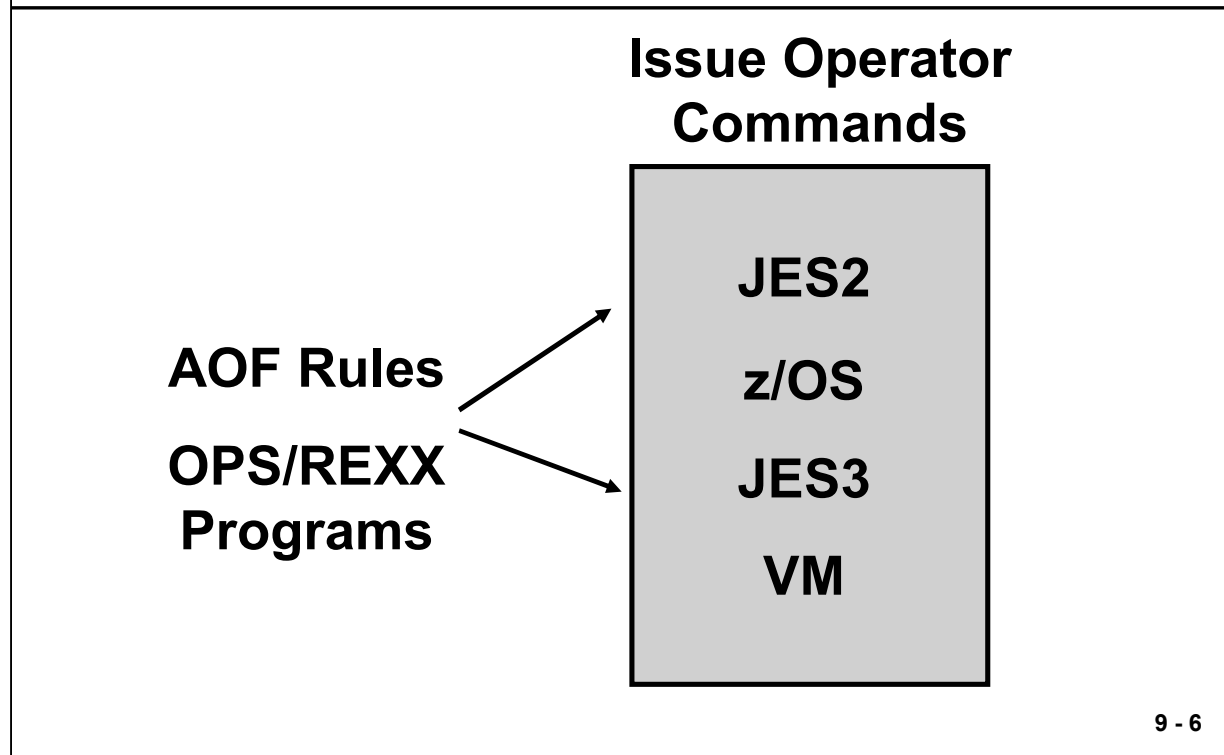 Issue Operator
Commands
AOF Rules
OPS/REXX
Programs
JES2
z/OS
JES3
VM
9 - 6